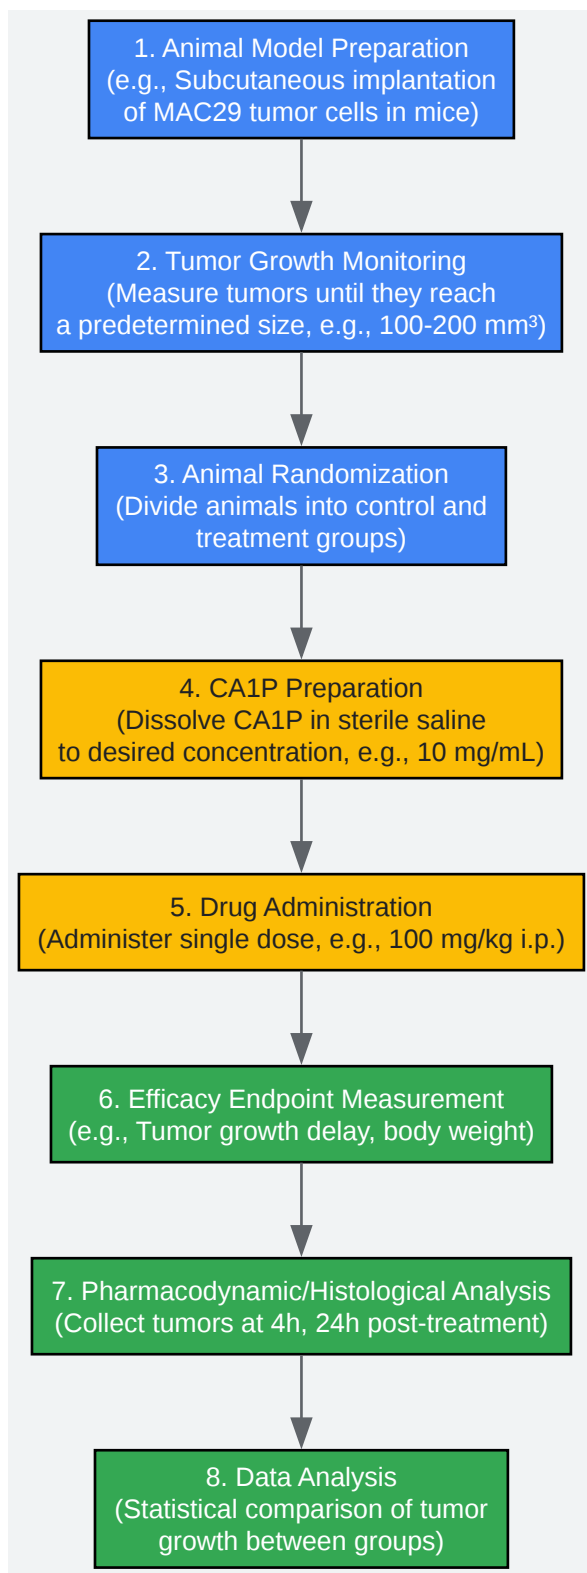 1. Animal Model Preparation
(e.g., Subcutaneous implantation
of MAC29 tumor cells in mice)
2. Tumor Growth Monitoring
(Measure tumors until they reach
a predetermined size, e.g., 100-200 mm³)
3. Animal Randomization
(Divide animals into control and
treatment groups)
4. CA1P Preparation
(Dissolve CA1P in sterile saline
to desired concentration, e.g., 10 mg/mL)
5. Drug Administration
(Administer single dose, e.g., 100 mg/kg i.p.)
6. Efficacy Endpoint Measurement
(e.g., Tumor growth delay, body weight)
7. Pharmacodynamic/Histological Analysis
(Collect tumors at 4h, 24h post-treatment)
8. Data Analysis
(Statistical comparison of tumor
growth between groups)